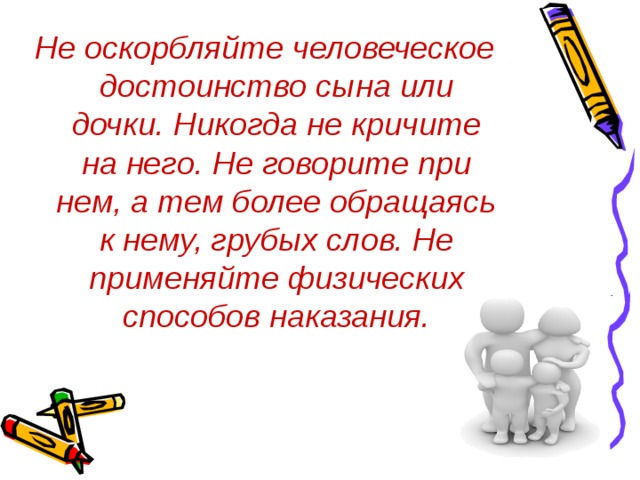 Не оскорбляйте человеческое
достоинство сына или
дочки. Никогда не кричите
на него. Не говорите при
нем, а тем более обращаясь
к нему, грубых слов. Не
применяйте физических
способов наказания.